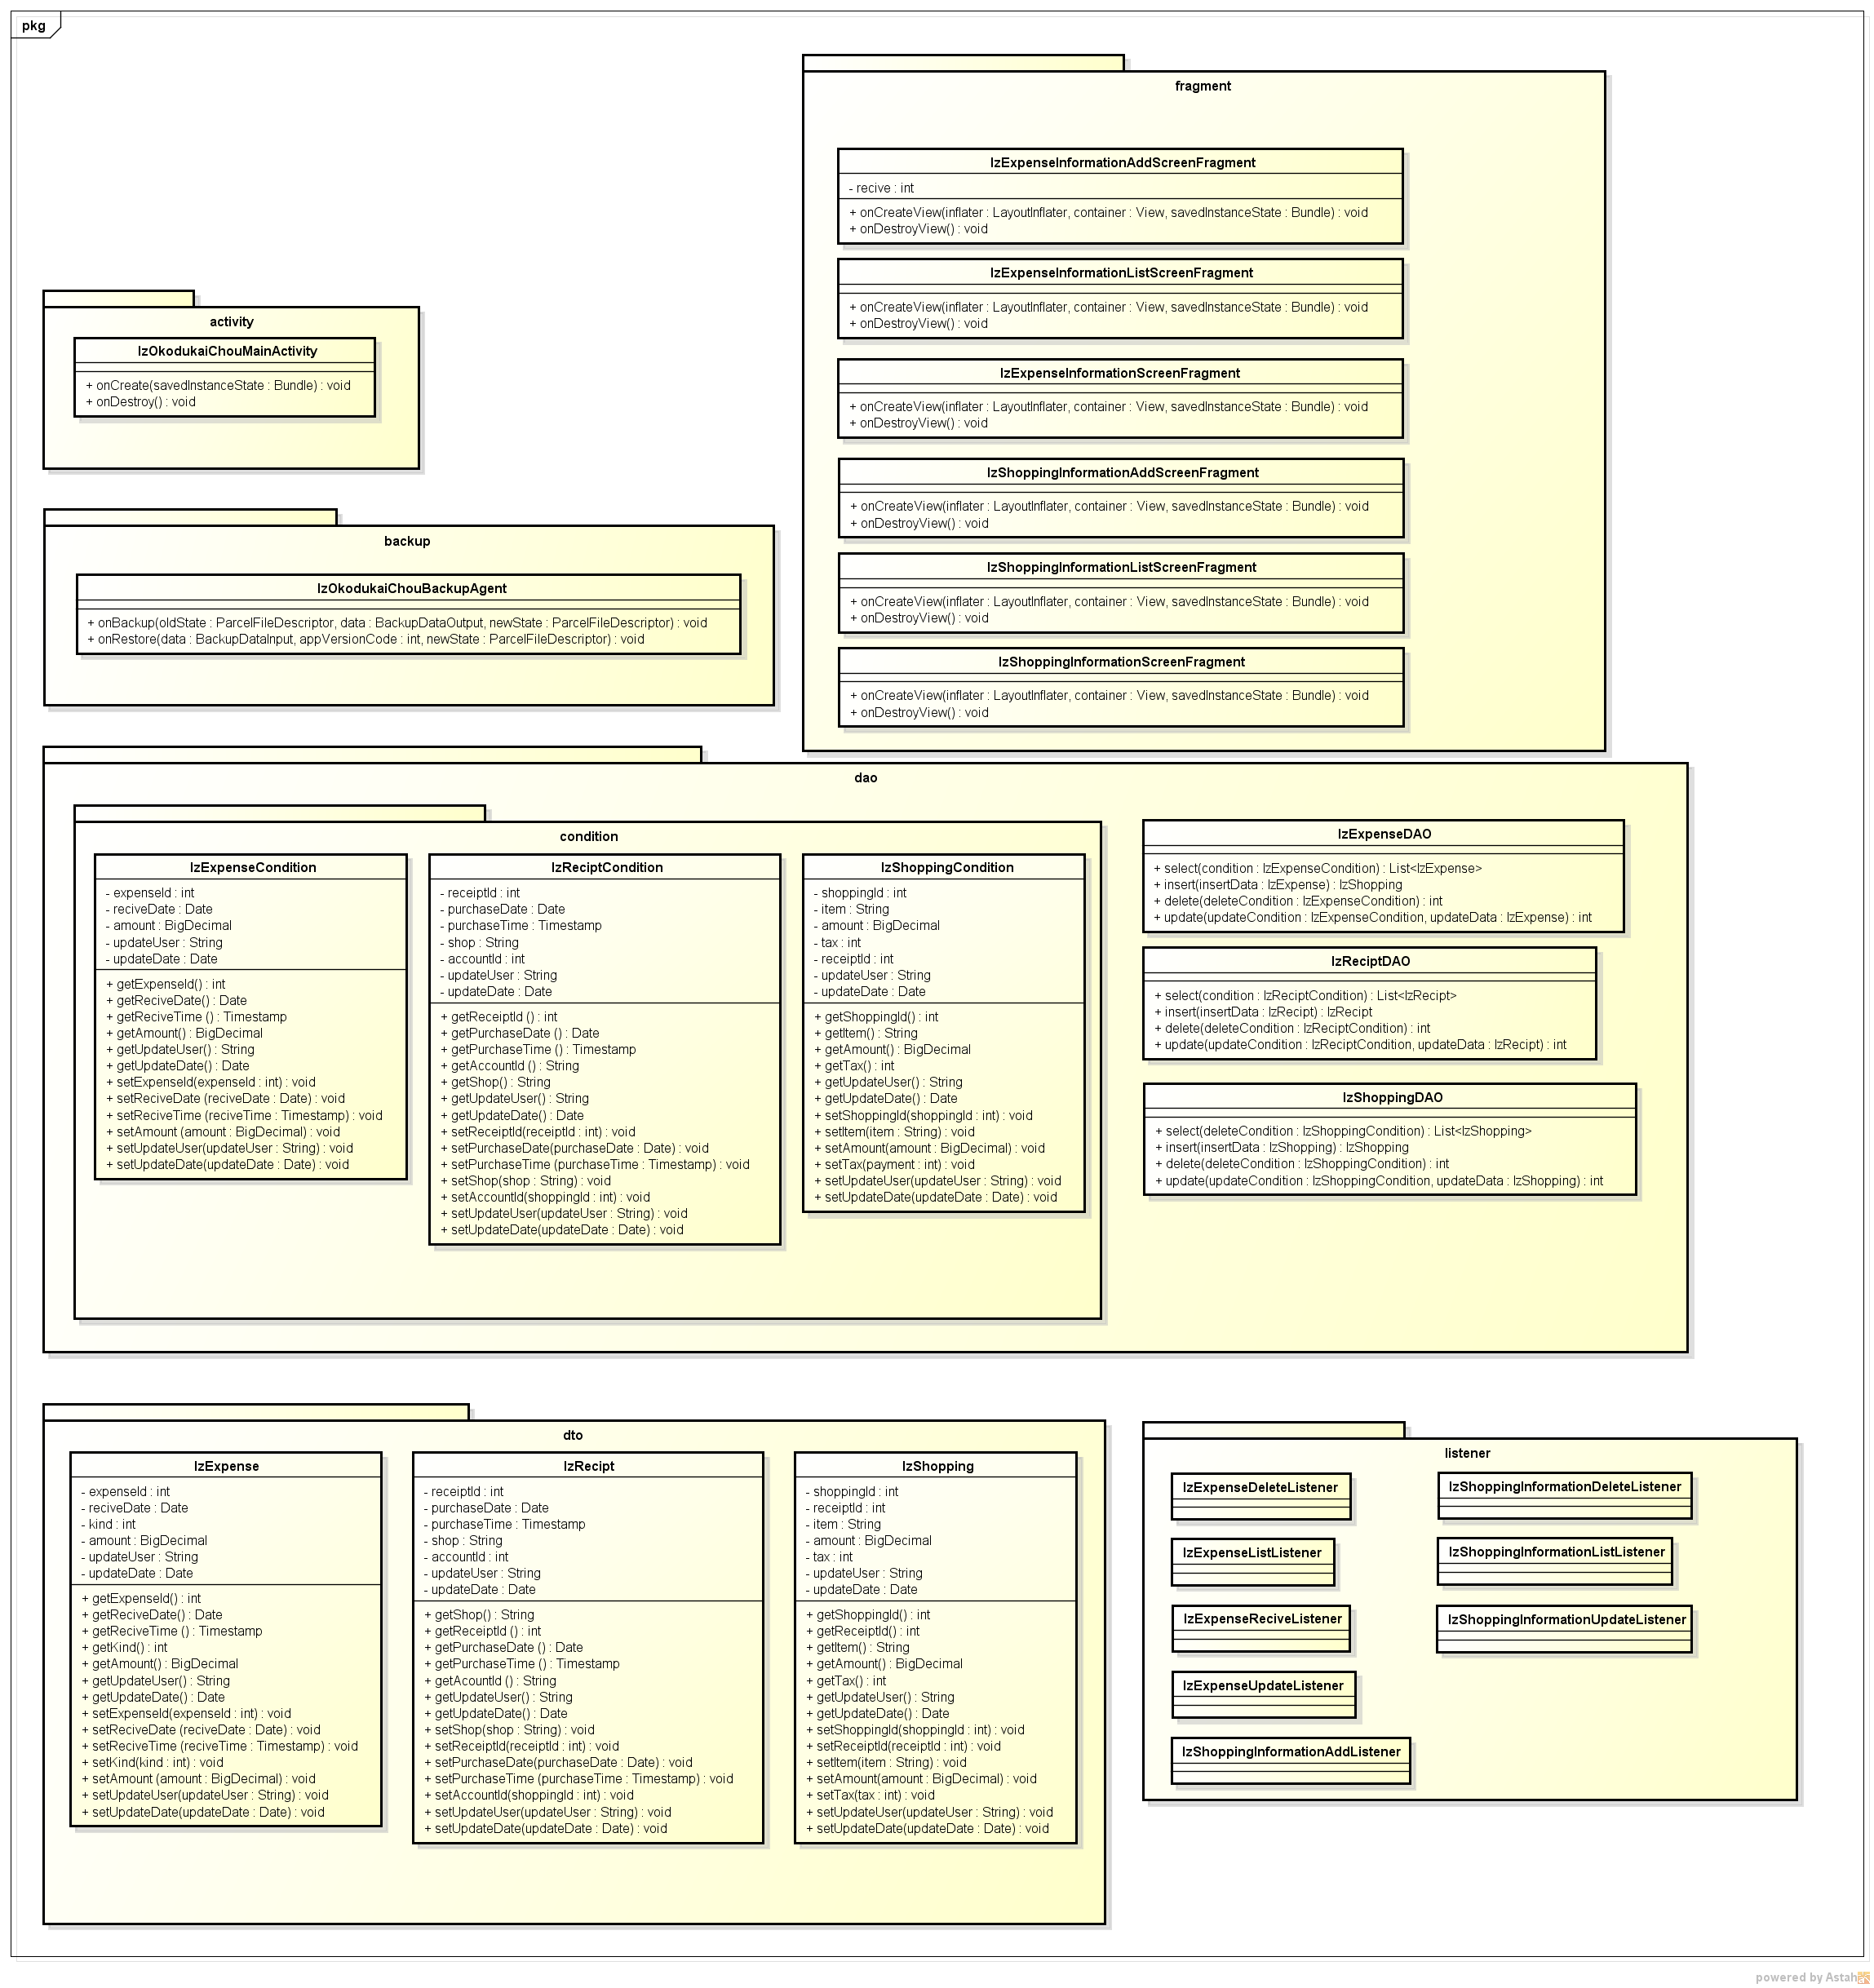 pkg
fragment
IzExpenseInformationAddScreenFragment
- recive : int
+ onCreateView(inflater : LayoutInflater, container : View, savedInstanceState : Bundle) : void
+ onDestroyView() : void
IzExpenseInformationListScreenFragment
+ onCreateView(inflater : LayoutInflater, container : View, savedInstanceState : Bundle) : void
+ onDestroyView() : void
IzExpenseInformationScreenFragment
+ onCreateView(inflater : LayoutInflater, container : View, savedInstanceState : Bundle) : void
+ onDestroyView() : void
IzShoppingInformationAddScreenFragment
+ onCreateView(inflater : LayoutInflater, container : View, savedInstanceState : Bundle) : void
+ onDestroyView() : void
IzShoppingInformationListScreenFragment
+ onCreateView(inflater : LayoutInflater, container : View, savedInstanceState : Bundle) : void
+ onDestroyView() : void
IzShoppingInformationScreenFragment
+ onCreateView(inflater : LayoutInflater, container : View, savedInstanceState : Bundle) : void
+ onDestroyView() : void
activity
IzOkodukaiChouMainActivity
+ onCreate(savedInstanceState : Bundle) : void
+ onDestroy() : void
backup
IzOkodukaiChouBackupAgent
+ onBackup(oldState : ParcelFileDescriptor, data : BackupDataOutput, newState : ParcelFileDescriptor) : void
+ onRestore(data : BackupDataInput, appVersionCode : int, newState : ParcelFileDescriptor) : void
dao
condition
IzExpenseCondition
- expenseId : int
- reciveDate : Date
- amount : BigDecimal
- updateUser : String
- updateDate : Date
+ getExpenseId() : int
+ getReciveDate() : Date
+ getReciveTime () : Timestamp
+ getAmount() : BigDecimal
+ getUpdateUser() : String
+ getUpdateDate() : Date
+ setExpenseId(expenseId : int) : void
+ setReciveDate (reciveDate : Date) : void
+ setReciveTime (reciveTime : Timestamp) : void
+ setAmount (amount : BigDecimal) : void
+ setUpdateUser(updateUser : String) : void
+ setUpdateDate(updateDate : Date) : void
IzReciptCondition
- receiptId : int
- purchaseDate : Date
- purchaseTime : Timestamp
- shop : String
- accountId : int
- updateUser : String
- updateDate : Date
+ getReceiptId () : int
+ getPurchaseDate () : Date
+ getPurchaseTime () : Timestamp
+ getAccountId () : String
+ getShop() : String
+ getUpdateUser() : String
+ getUpdateDate() : Date
+ setReceiptId(receiptId : int) : void
+ setPurchaseDate(purchaseDate : Date) : void
+ setPurchaseTime (purchaseTime : Timestamp) : void
+ setShop(shop : String) : void
+ setAccountId(shoppingId : int) : void
+ setUpdateUser(updateUser : String) : void
+ setUpdateDate(updateDate : Date) : void
IzShoppingCondition
- shoppingId : int
- item : String
- amount : BigDecimal
- tax : int
- receiptId : int
- updateUser : String
- updateDate : Date
+ getShoppingId() : int
+ getItem() : String
+ getAmount() : BigDecimal
+ getTax() : int
+ getUpdateUser() : String
+ getUpdateDate() : Date
+ setShoppingId(shoppingId : int) : void
+ setItem(item : String) : void
+ setAmount(amount : BigDecimal) : void
+ setTax(payment : int) : void
+ setUpdateUser(updateUser : String) : void
+ setUpdateDate(updateDate : Date) : void
IzExpenseDAO
+ select(condition : IzExpenseCondition) : List<IzExpense>
+ insert(insertData : IzExpense) : IzShopping
+ delete(deleteCondition : IzExpenseCondition) : int
+ update(updateCondition : IzExpenseCondition, updateData : IzExpense) : int
IzReciptDAO
+ select(condition : IzReciptCondition) : List<IzRecipt>
+ insert(insertData : IzRecipt) : IzRecipt
+ delete(deleteCondition : IzReciptCondition) : int
+ update(updateCondition : IzReciptCondition, updateData : IzRecipt) : int
IzShoppingDAO
+ select(deleteCondition : IzShoppingCondition) : List<IzShopping>
+ insert(insertData : IzShopping) : IzShopping
+ delete(deleteCondition : IzShoppingCondition) : int
+ update(updateCondition : IzShoppingCondition, updateData : IzShopping) : int
dto
IzExpense
- expenseId : int
- reciveDate : Date
- kind : int
- amount : BigDecimal
- updateUser : String
- updateDate : Date
+ getExpenseId() : int
+ getReciveDate() : Date
+ getReciveTime () : Timestamp
+ getKind() : int
+ getAmount() : BigDecimal
+ getUpdateUser() : String
+ getUpdateDate() : Date
+ setExpenseId(expenseId : int) : void
+ setReciveDate (reciveDate : Date) : void
+ setReciveTime (reciveTime : Timestamp) : void
+ setKind(kind : int) : void
+ setAmount (amount : BigDecimal) : void
+ setUpdateUser(updateUser : String) : void
+ setUpdateDate(updateDate : Date) : void
IzRecipt
- receiptId : int
- purchaseDate : Date
- purchaseTime : Timestamp
- shop : String
- accountId : int
- updateUser : String
- updateDate : Date
+ getShop() : String
+ getReceiptId () : int
+ getPurchaseDate () : Date
+ getPurchaseTime () : Timestamp
+ getAcountId () : String
+ getUpdateUser() : String
+ getUpdateDate() : Date
+ setShop(shop : String) : void
+ setReceiptId(receiptId : int) : void
+ setPurchaseDate(purchaseDate : Date) : void
+ setPurchaseTime (purchaseTime : Timestamp) : void
+ setAccountId(shoppingId : int) : void
+ setUpdateUser(updateUser : String) : void
+ setUpdateDate(updateDate : Date) : void
IzShopping
- shoppingId : int
- receiptId : int
- item : String
- amount : BigDecimal
- tax : int
- updateUser : String
- updateDate : Date
+ getShoppingId() : int
+ getReceiptId() : int
+ getItem() : String
+ getAmount() : BigDecimal
+ getTax() : int
+ getUpdateUser() : String
+ getUpdateDate() : Date
+ setShoppingId(shoppingId : int) : void
+ setReceiptId(receiptId : int) : void
+ setItem(item : String) : void
+ setAmount(amount : BigDecimal) : void
+ setTax(tax : int) : void
+ setUpdateUser(updateUser : String) : void
+ setUpdateDate(updateDate : Date) : void
listener
IzExpenseDeleteListener
IzExpenseListListener
IzExpenseReciveListener
IzExpenseUpdateListener
IzShoppingInformationAddListener
IzShoppingInformationDeleteListener
IzShoppingInformationListListener
IzShoppingInformationUpdateListener
powered by Astah